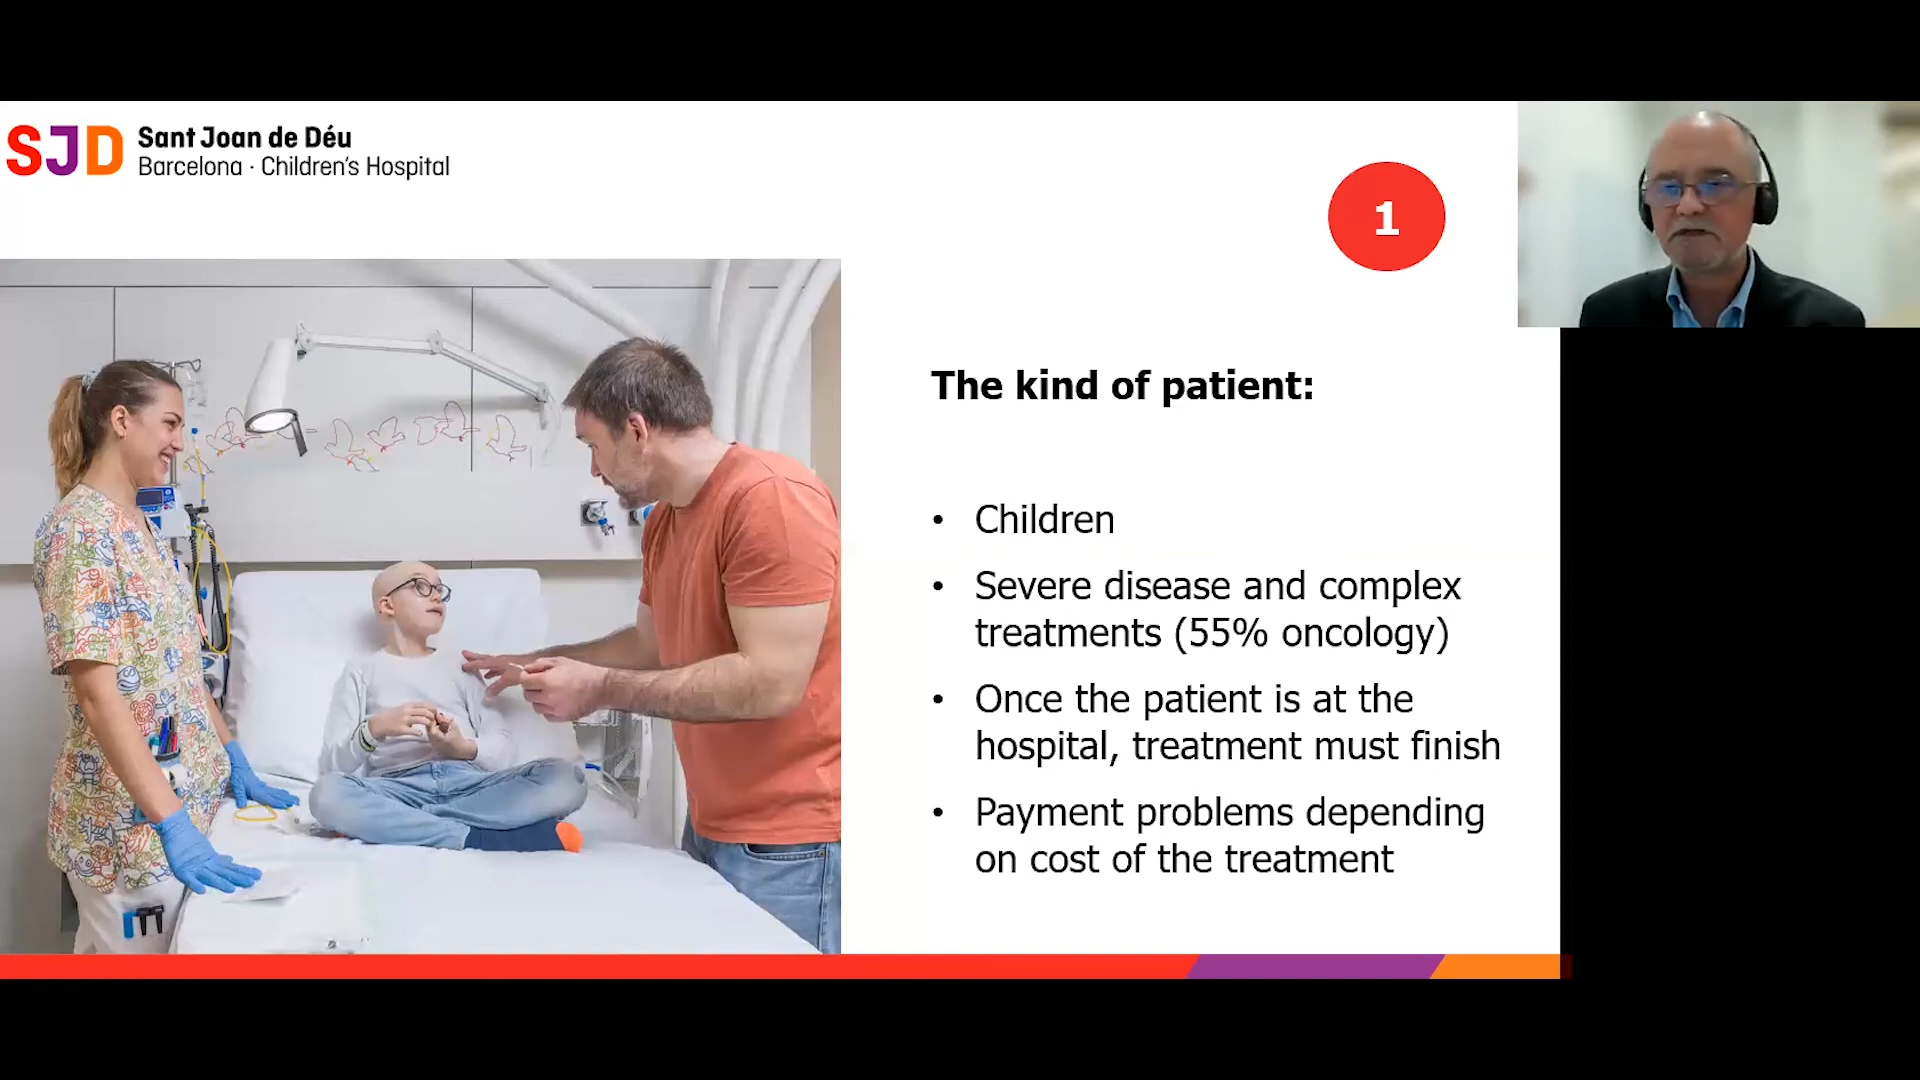 SJD
Sant Joan de Déu
Barcelona · Children's Hospital
1
The kind of patient:
• Children
• Severe disease and complex
treatments (55% oncology)
• Once the patient is at the
hospital, treatment must finish
• Payment problems depending
on cost of the treatment